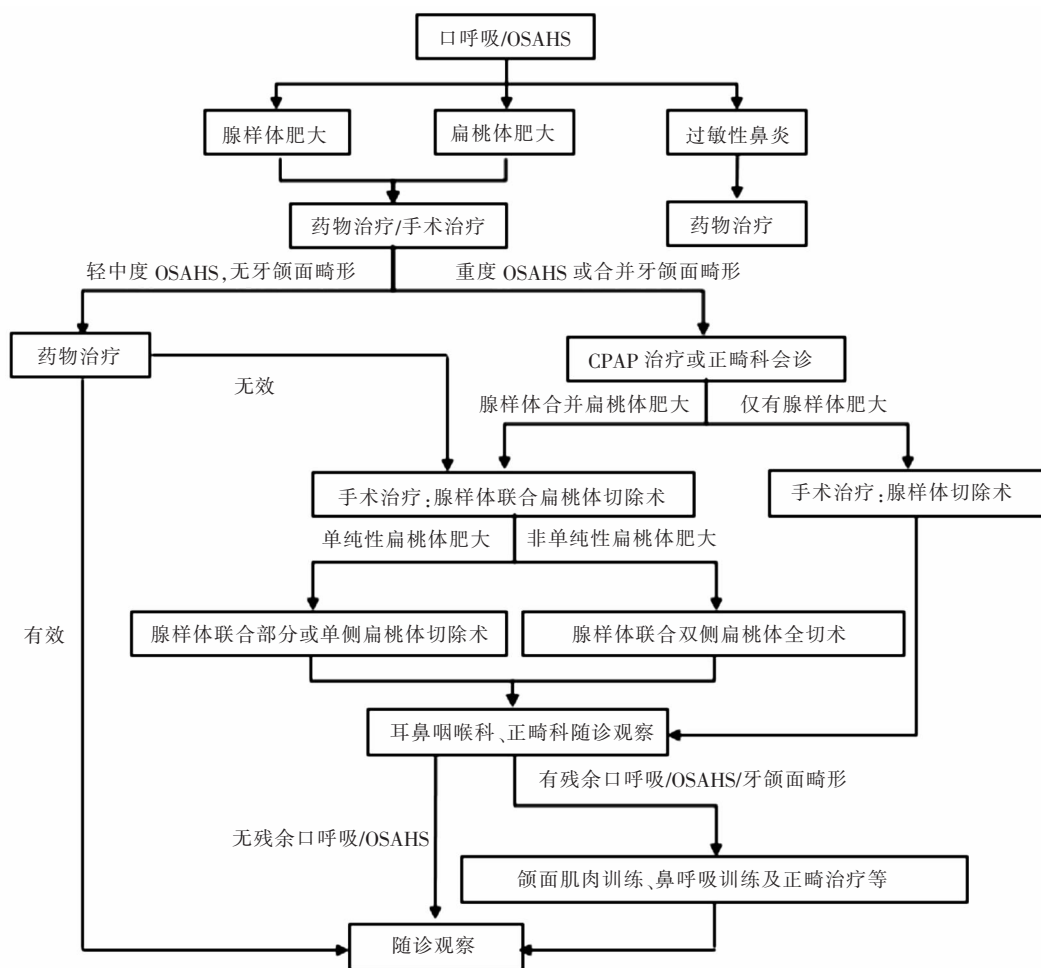 口呼吸/OSAHS
腺样体肥大
扁桃体肥大
过敏性鼻炎
药物治疗/手术治疗
药物治疗
轻中度 OSAHS,无牙颌面畸形
重度 OSAHS 或合并牙颌面畸形
药物治疗
CPAP 治疗或正畸科会诊
无效
腺样体合并扁桃体肥大
仅有腺样体肥大
手术治疗:腺样体联合扁桃体切除术
手术治疗:腺样体切除术
单纯性扁桃体肥大
非单纯性扁桃体肥大
有效
腺样体联合部分或单侧扁桃体切除术
腺样体联合双侧扁桃体全切术
耳鼻咽喉科、正畸科随诊观察
有残余口呼吸/OSAHS/牙颌面畸形
无残余口呼吸/OSAHS
颌面肌肉训练、鼻呼吸训练及正畸治疗等
随诊观察